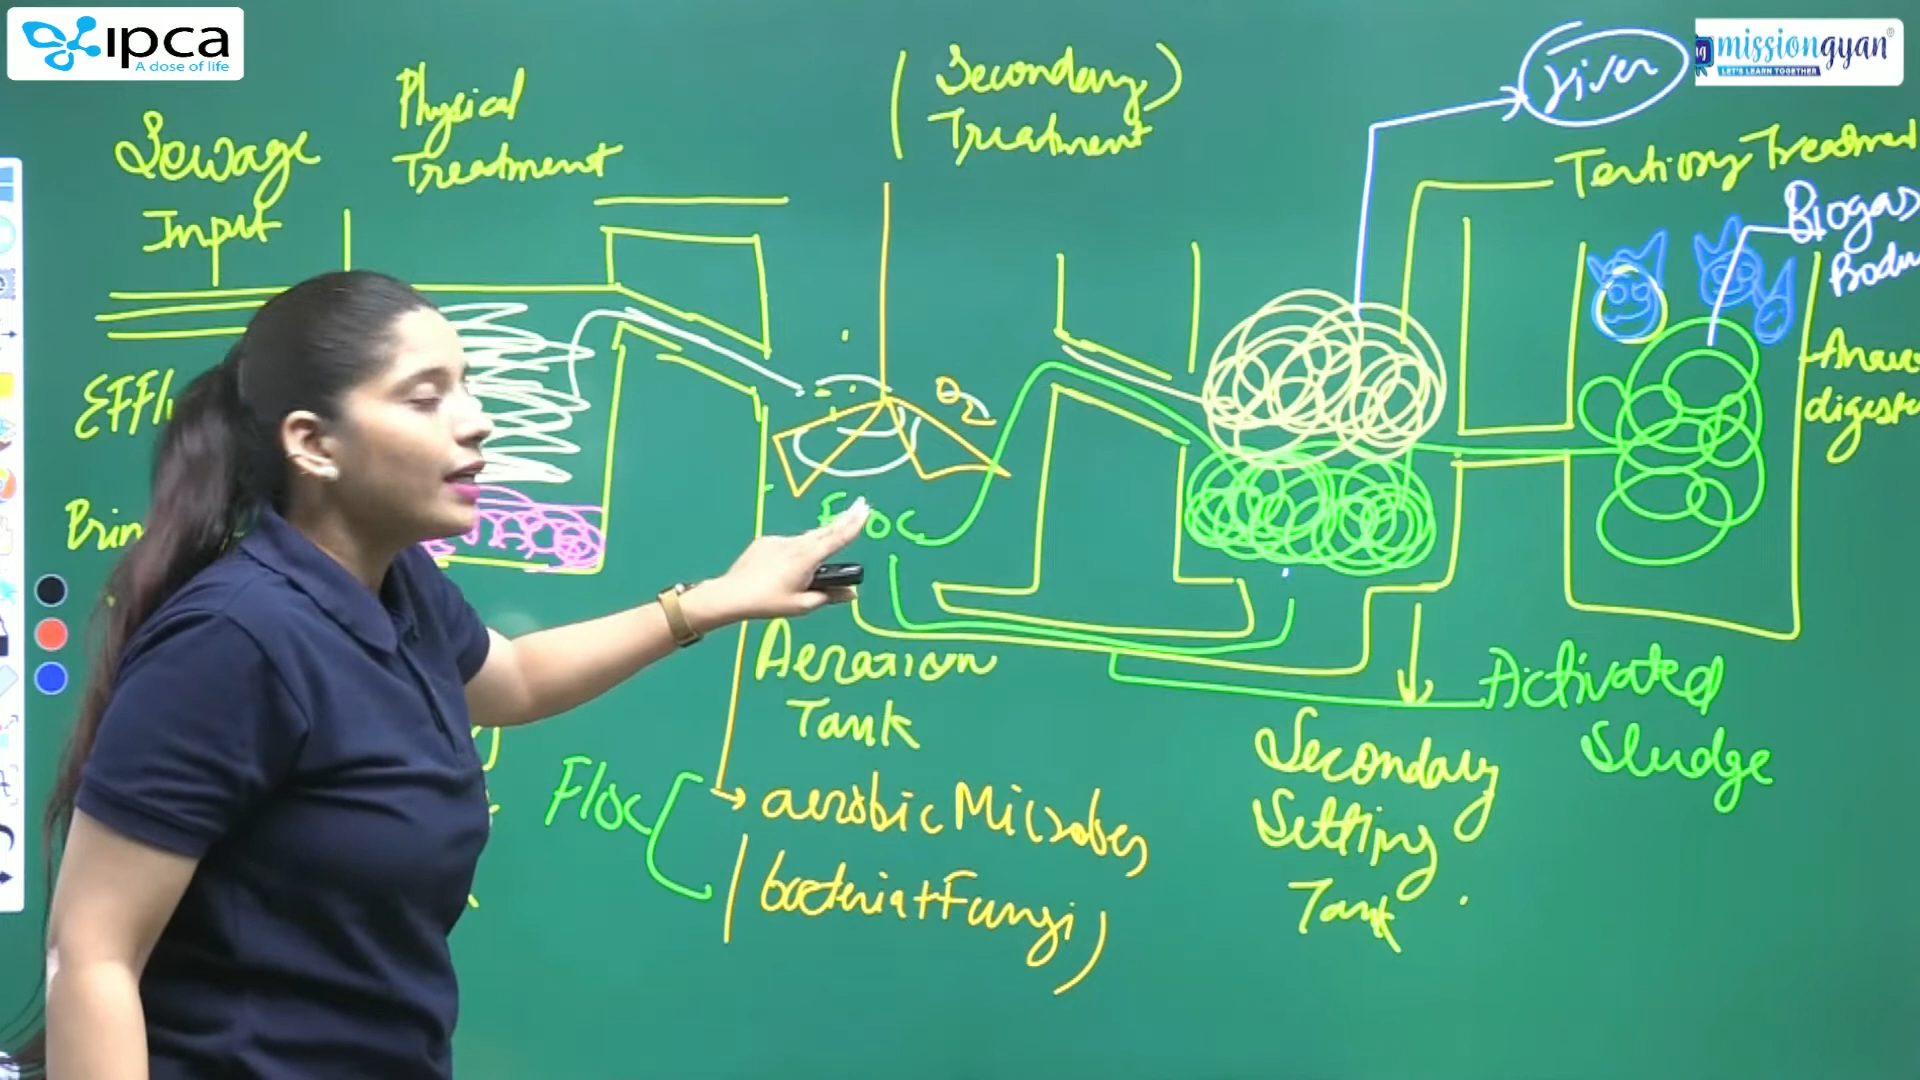 ipca
A dose of life
missiongyan
LET'S LEARN TOGETHER
Sewage
Input
Physical
Treatment
(Secondary)
Treatment
river
Tertiary Treatment
Biogas
O2
Floc
Aeration
Tank
Floc
aerobic Microbes
bacteria + Fungi)
Secondary
Settling
Tank
Activated
Sludge